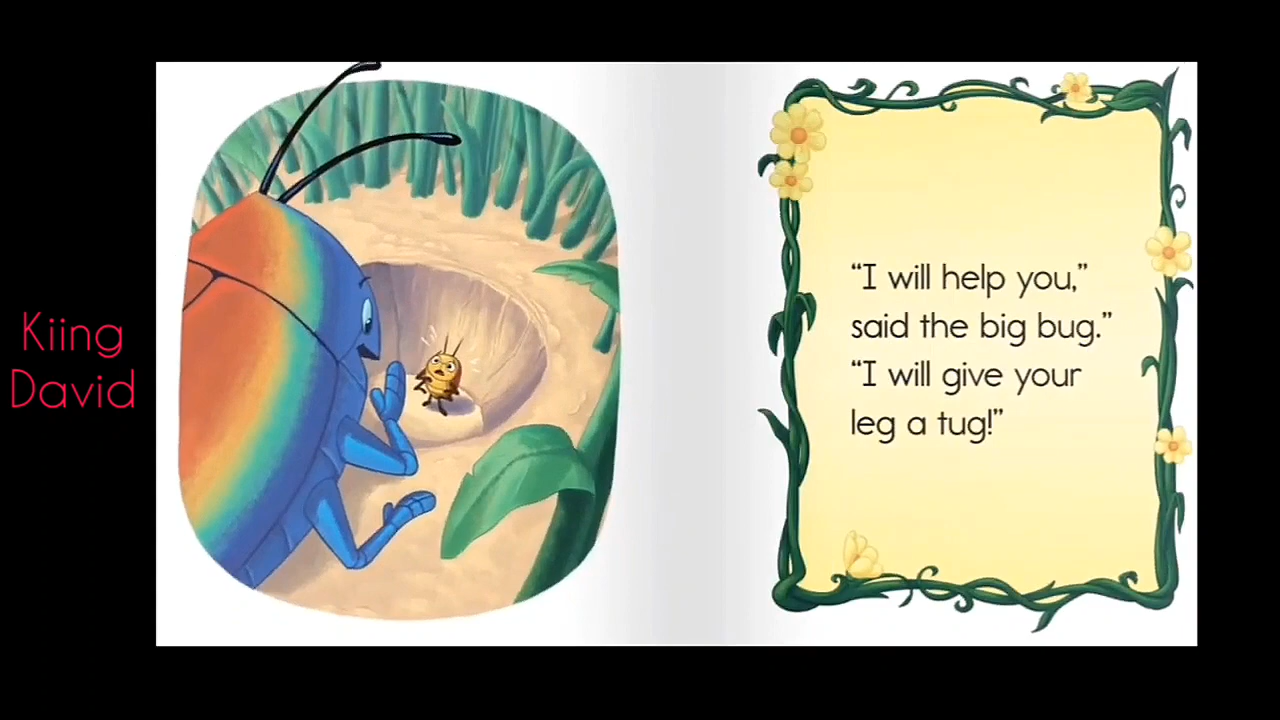 Kiing
David
“I will help you,”
said the big bug.”
“I will give your
leg a tug!”